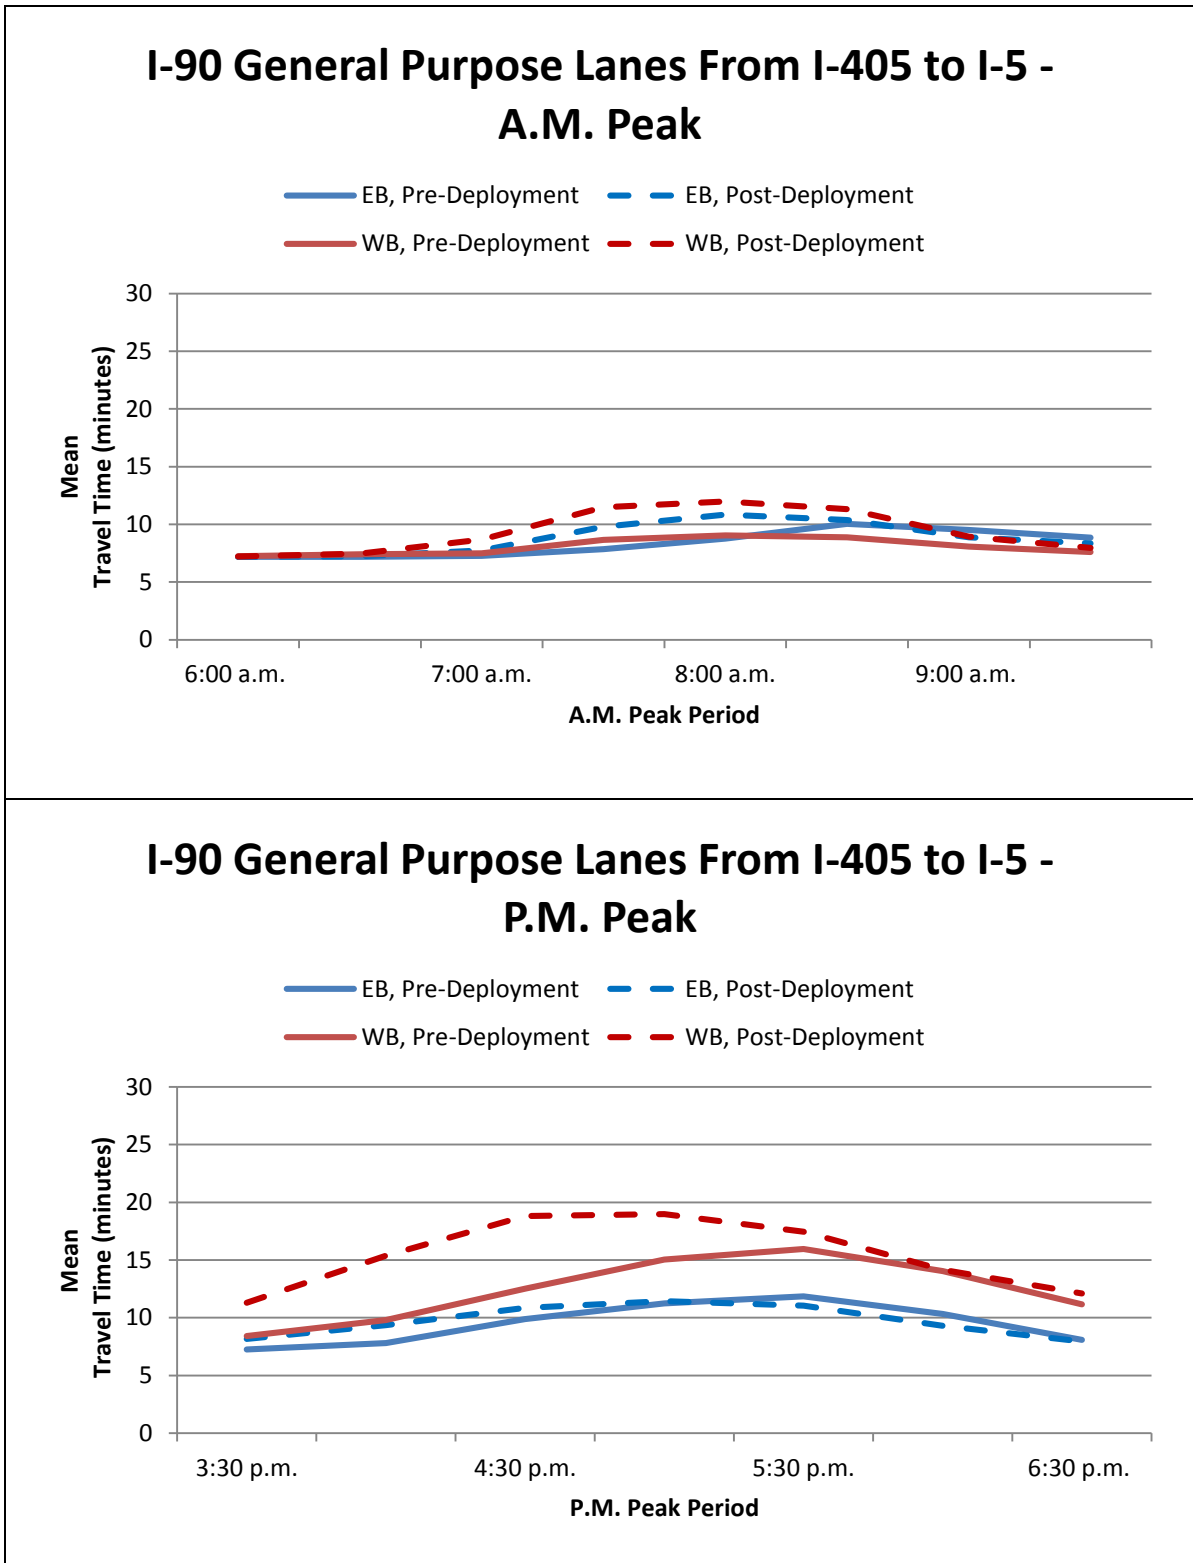 I-90 General Purpose Lanes From I-405 to I-5 -
A.M. Peak
EB, Pre-Deployment
EB, Post-Deployment
WB, Pre-Deployment
WB, Post-Deployment
30
25
20
15
10
5
0
Mean
Travel Time (minutes)
6:00 a.m.
7:00 a.m.
8:00 a.m.
9:00 a.m.
A.M. Peak Period
I-90 General Purpose Lanes From I-405 to I-5 -
P.M. Peak
EB, Pre-Deployment
EB, Post-Deployment
WB, Pre-Deployment
WB, Post-Deployment
30
25
20
15
10
5
0
Mean
Travel Time (minutes)
3:30 p.m.
4:30 p.m.
5:30 p.m.
6:30 p.m.
P.M. Peak Period